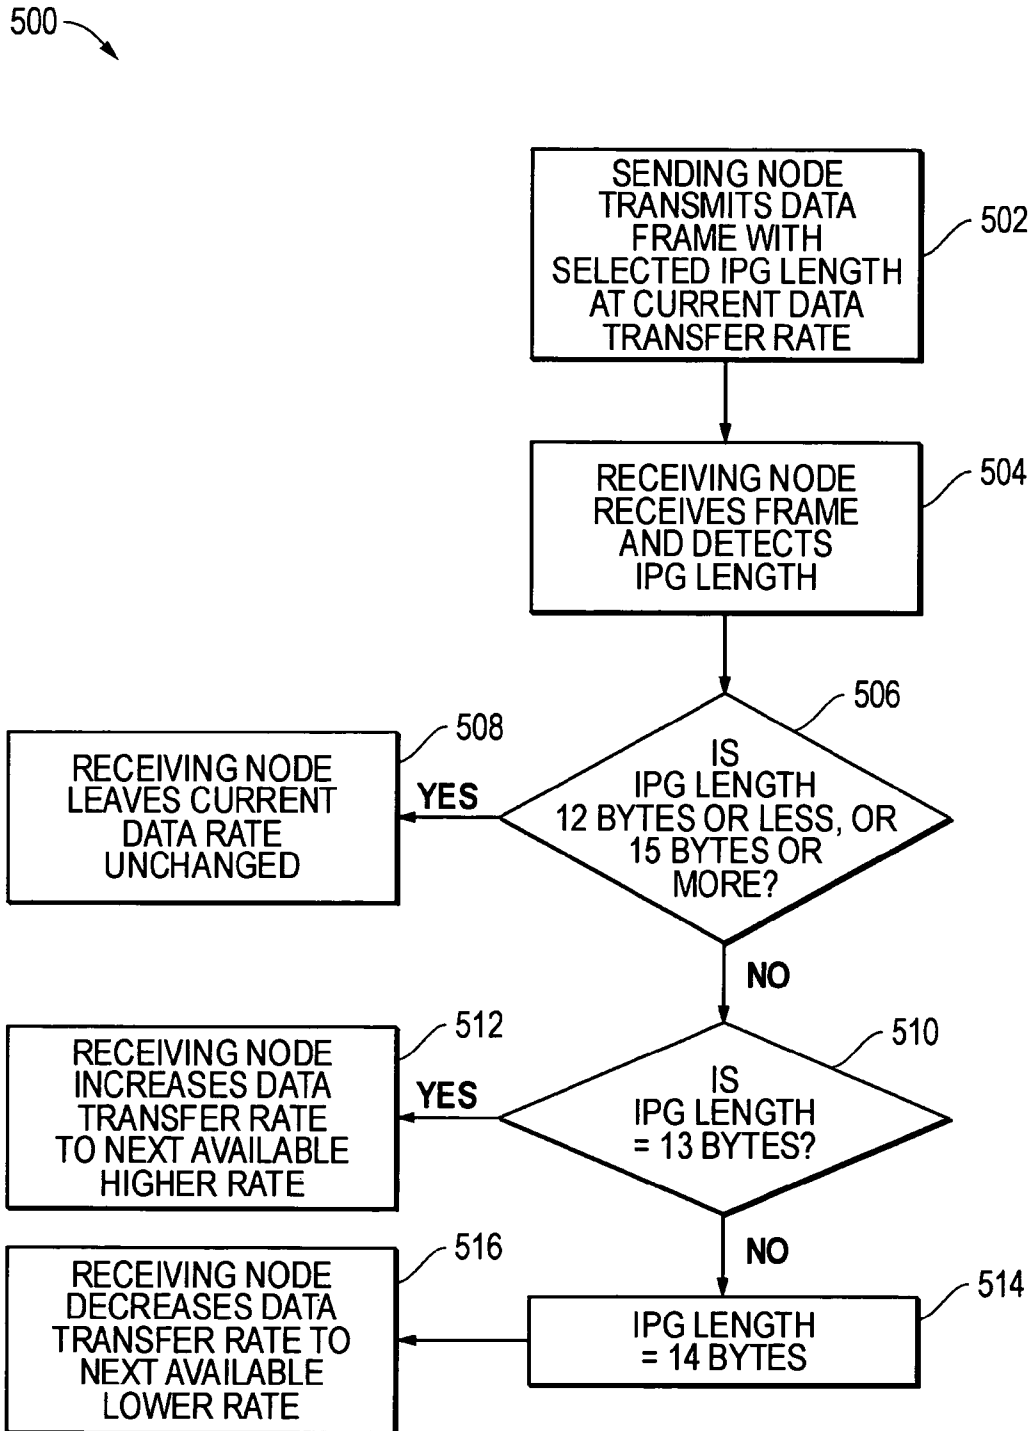 500
SENDING NODE
TRANSMITS DATA
FRAME WITH
SELECTED IPG LENGTH
AT CURRENT DATA
TRANSFER RATE
502
RECEIVING NODE
RECEIVES FRAME
AND DETECTS
IPG LENGTH
504
IS
IPG LENGTH
12 BYTES OR LESS, OR
15 BYTES OR
MORE?
506
YES
RECEIVING NODE
LEAVES CURRENT
DATA RATE
UNCHANGED
508
NO
IS
IPG LENGTH
= 13 BYTES?
510
YES
RECEIVING NODE
INCREASES DATA
TRANSFER RATE
TO NEXT AVAILABLE
HIGHER RATE
512
NO
IPG LENGTH
= 14 BYTES
514
RECEIVING NODE
DECREASES DATA
TRANSFER RATE TO
NEXT AVAILABLE
LOWER RATE
516